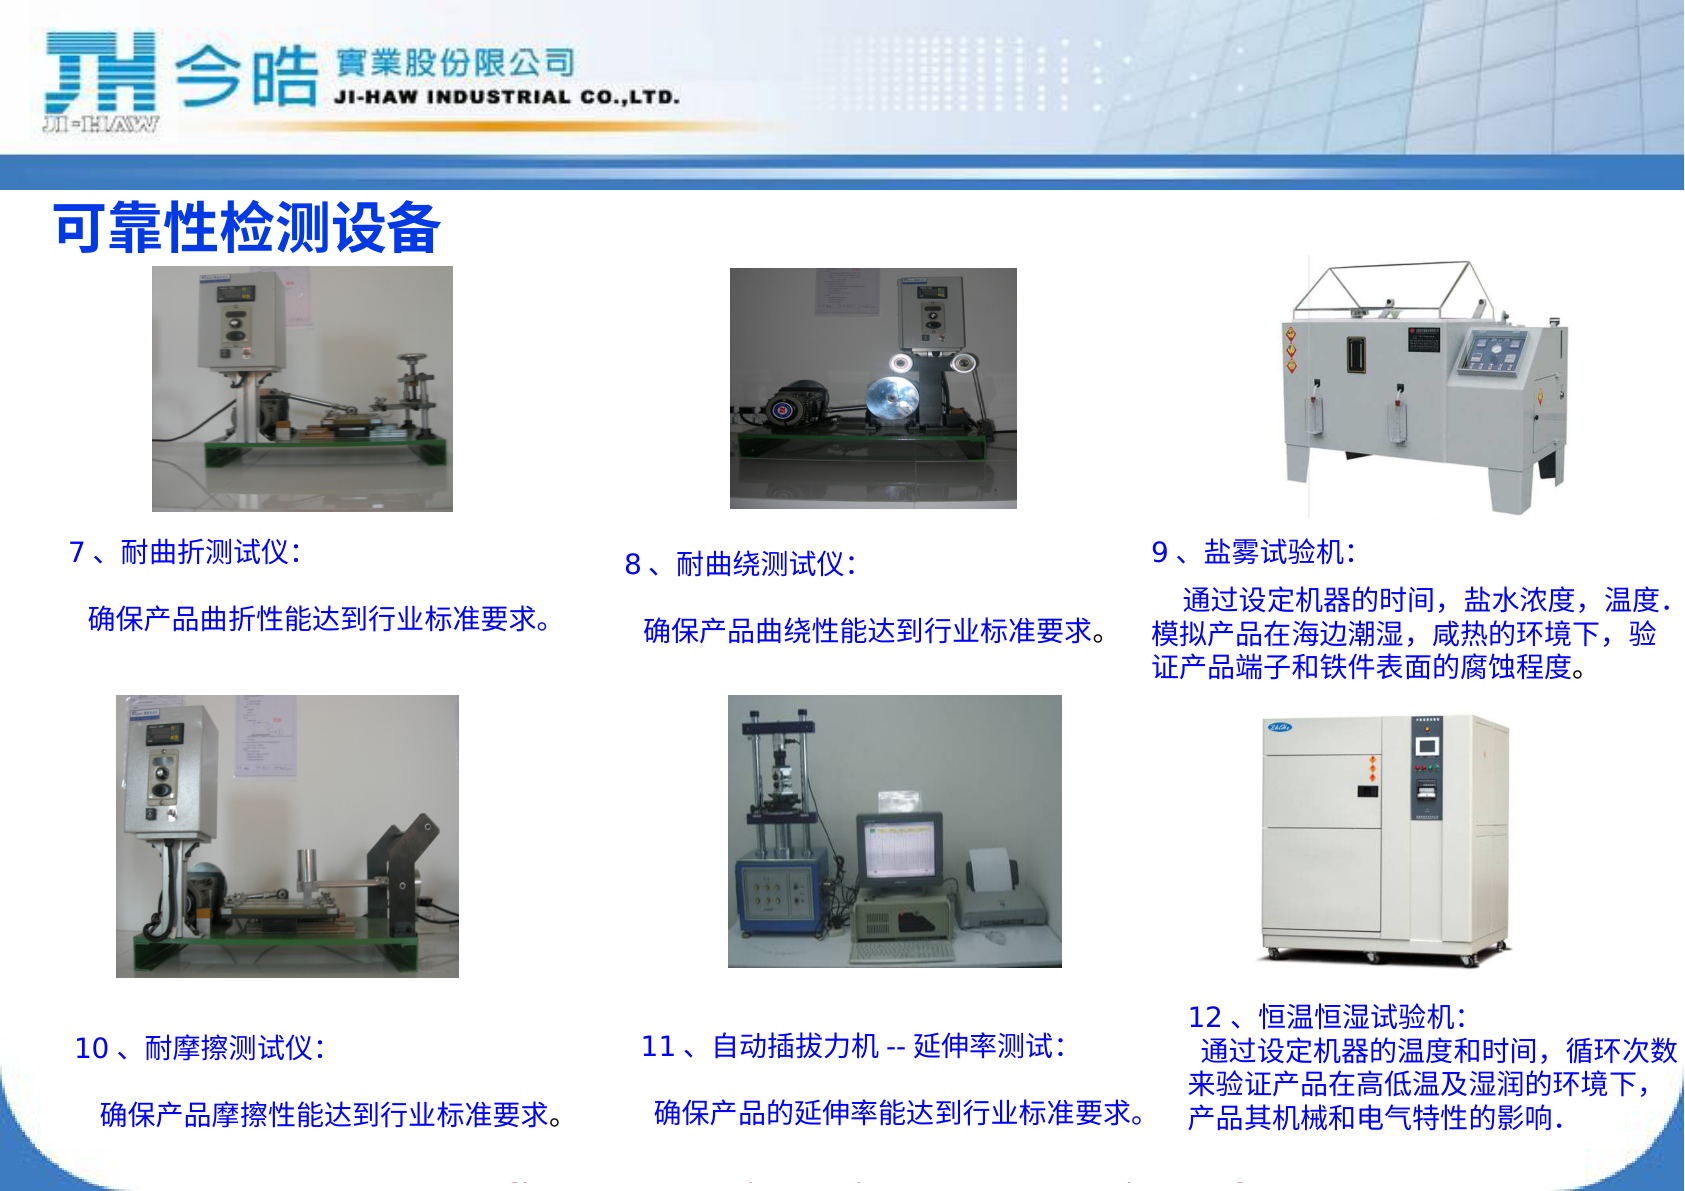 今皓 實業股份限公司
JI-HAW INDUSTRIAL CO.,LTD.
JI-HAW
可靠性检测设备
7、耐曲折测试仪：
确保产品曲折性能达到行业标准要求。
8、耐曲绕测试仪：
确保产品曲绕性能达到行业标准要求。
9、盐雾试验机：
通过设定机器的时间，盐水浓度，温度．
模拟产品在海边潮湿，咸热的环境下，验
证产品端子和铁件表面的腐蚀程度。
10、耐摩擦测试仪：
确保产品摩擦性能达到行业标准要求。
11、自动插拔力机--延伸率测试：
确保产品的延伸率能达到行业标准要求。
12、恒温恒湿试验机：
通过设定机器的温度和时间，循环次数
来验证产品在高低温及湿润的环境下，
产品其机械和电气特性的影响．